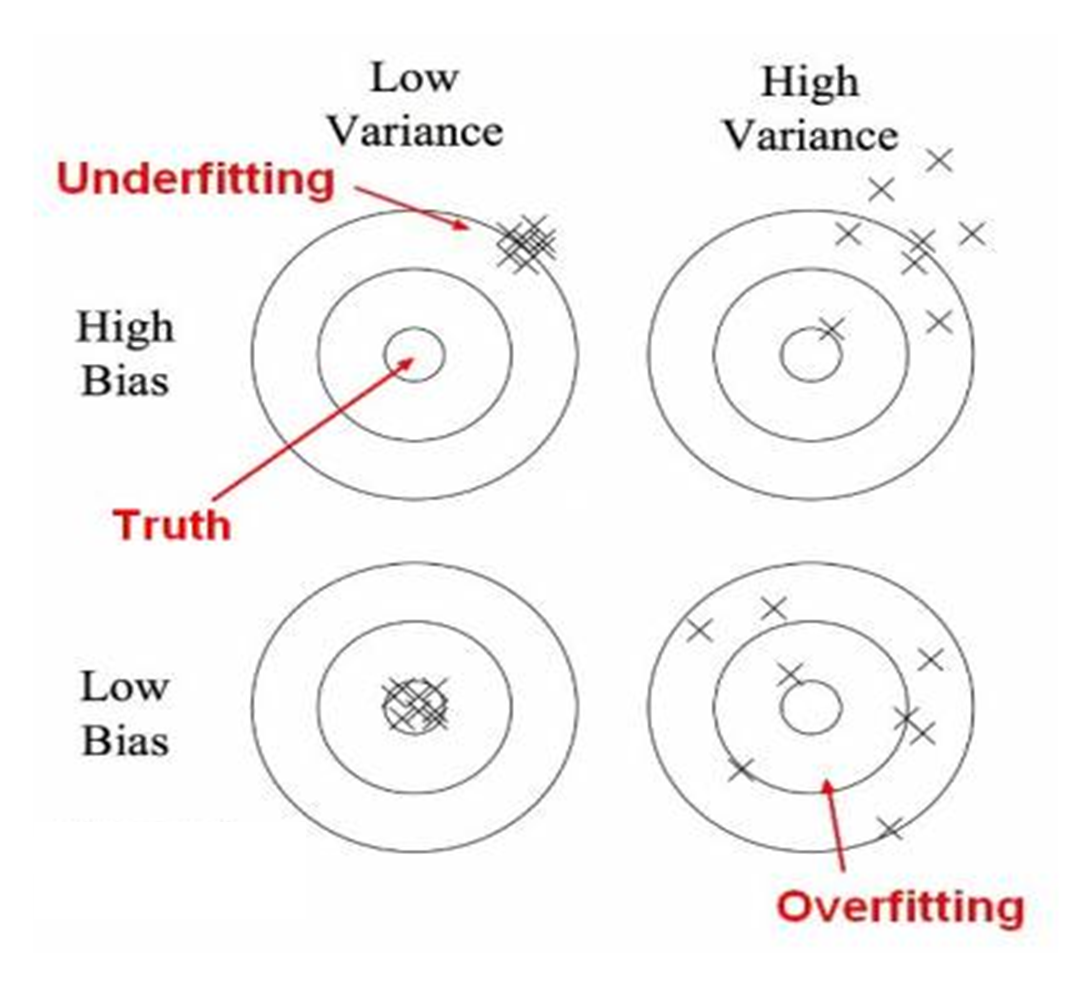 Low
Variance
High
Variance
Underfitting
High
Bias
Truth
Low
Bias
Overfitting